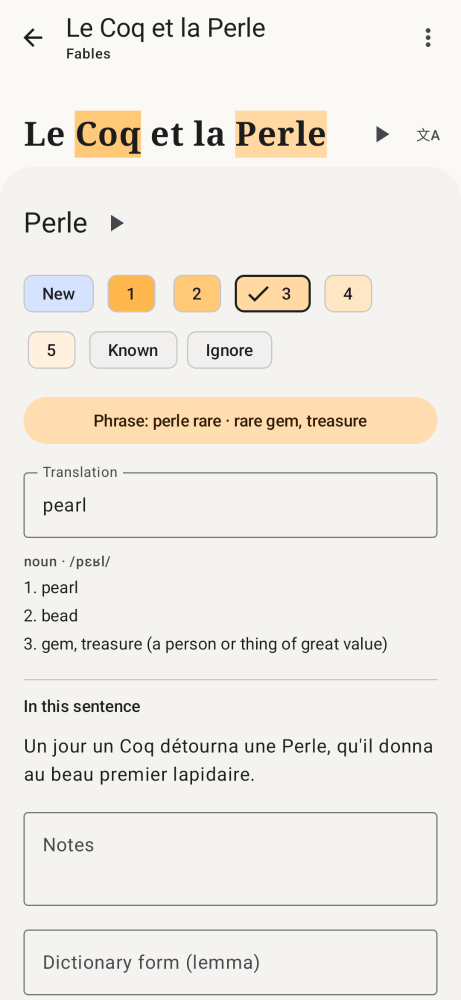 Le Coq et la Perle
Fables
Le Coq et la Perle
文A
Perle
New
1
2
3
4
5
Known
Ignore
Phrase: perle rare · rare gem, treasure
Translation
pearl
noun · /pɛʁl/
1. pearl
2. bead
3. gem, treasure (a person or thing of great value)
In this sentence
Un jour un Coq détourna une Perle, qu'il donna
au beau premier lapidaire.
Notes
Dictionary form (lemma)